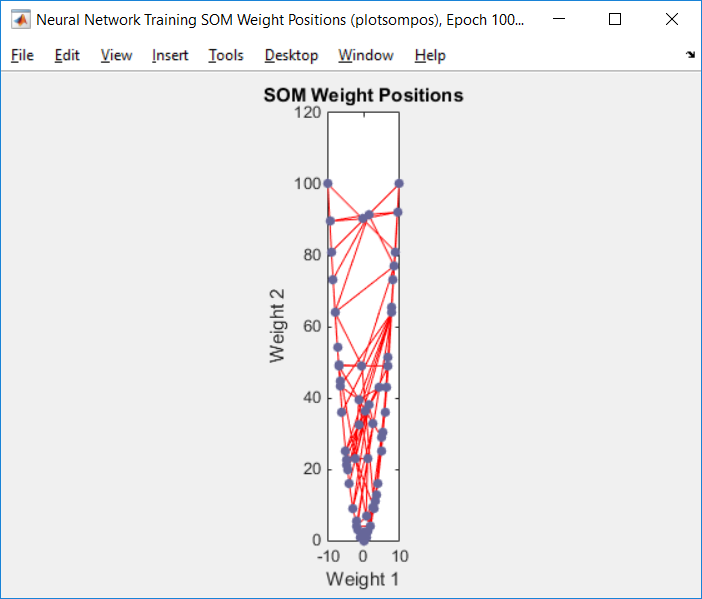 Neural Network Training SOM Weight Positions (plotsompos), Epoch 100...
File Edit View Insert Tools Desktop Window Help
SOM Weight Positions
120
100
80
60
40
20
0
Weight 2
-10 0 10
Weight 1